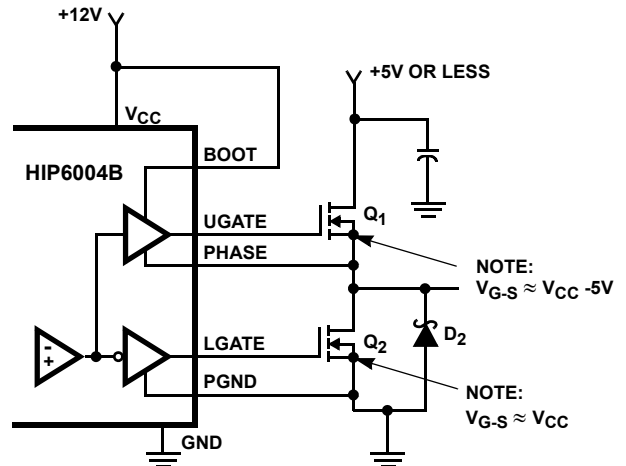 +12V
+5V OR LESS
VCC
BOOT
HIP6004B
UGATE
Q1
PHASE
NOTE:
VG-S ≈ VCC -5V
D2
LGATE
Q2
- +
PGND
NOTE:
VG-S ≈ VCC
GND